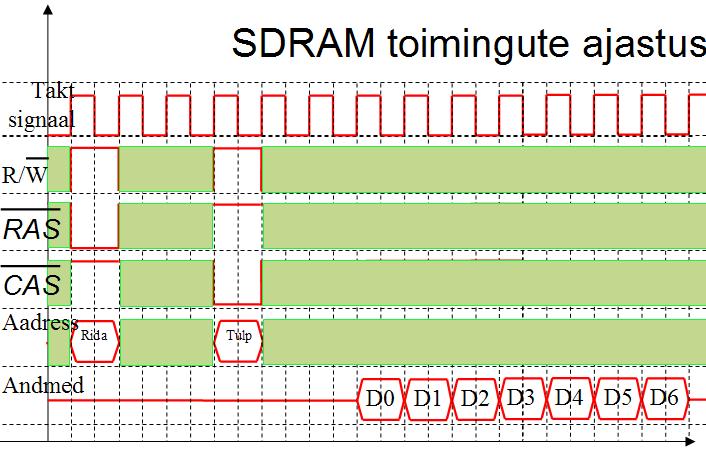 SDRAM toimingute ajastus
Takt
signaal
R/W
RAS
CAS
Aadress
Rida
Tulp
Andmed
D0 D1 D2 D3 D4 D5 D6